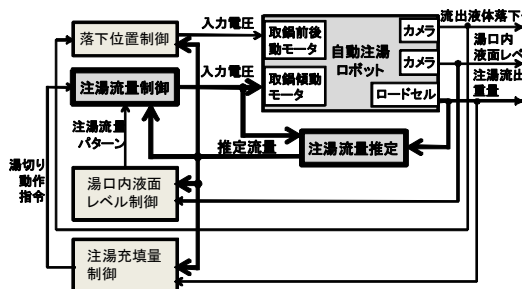 落下位置制御
入力電圧
取鍋前後
動モータ
自動注湯
ロボット
カメラ
カメラ
ロードセル
流出液体落下
湯口内
液面レベ
注湯流出
重量
注湯流量制御
入力電圧
取鍋傾動
モータ
注湯流量
パターン
推定流量
注湯流量推定
湯切り
動作
指令
湯口内液面
レベル制御
注湯充填量
制御